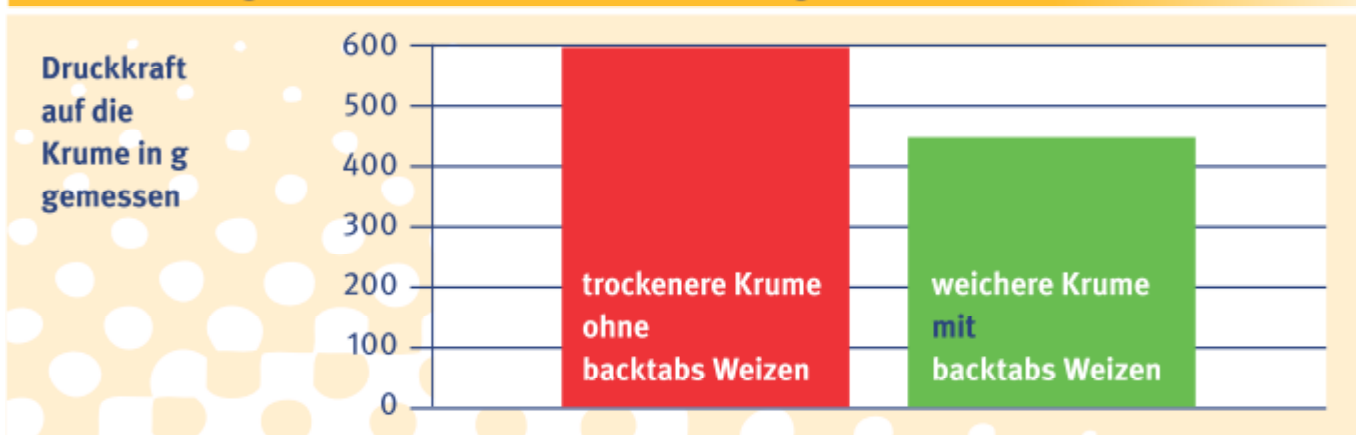 Druckkraft
auf die
Krume in g
gemessen
600
500
400
300
200
100
0
trockenere Krume
ohne
backtabs Weizen
weichere Krume
mit
backtabs Weizen